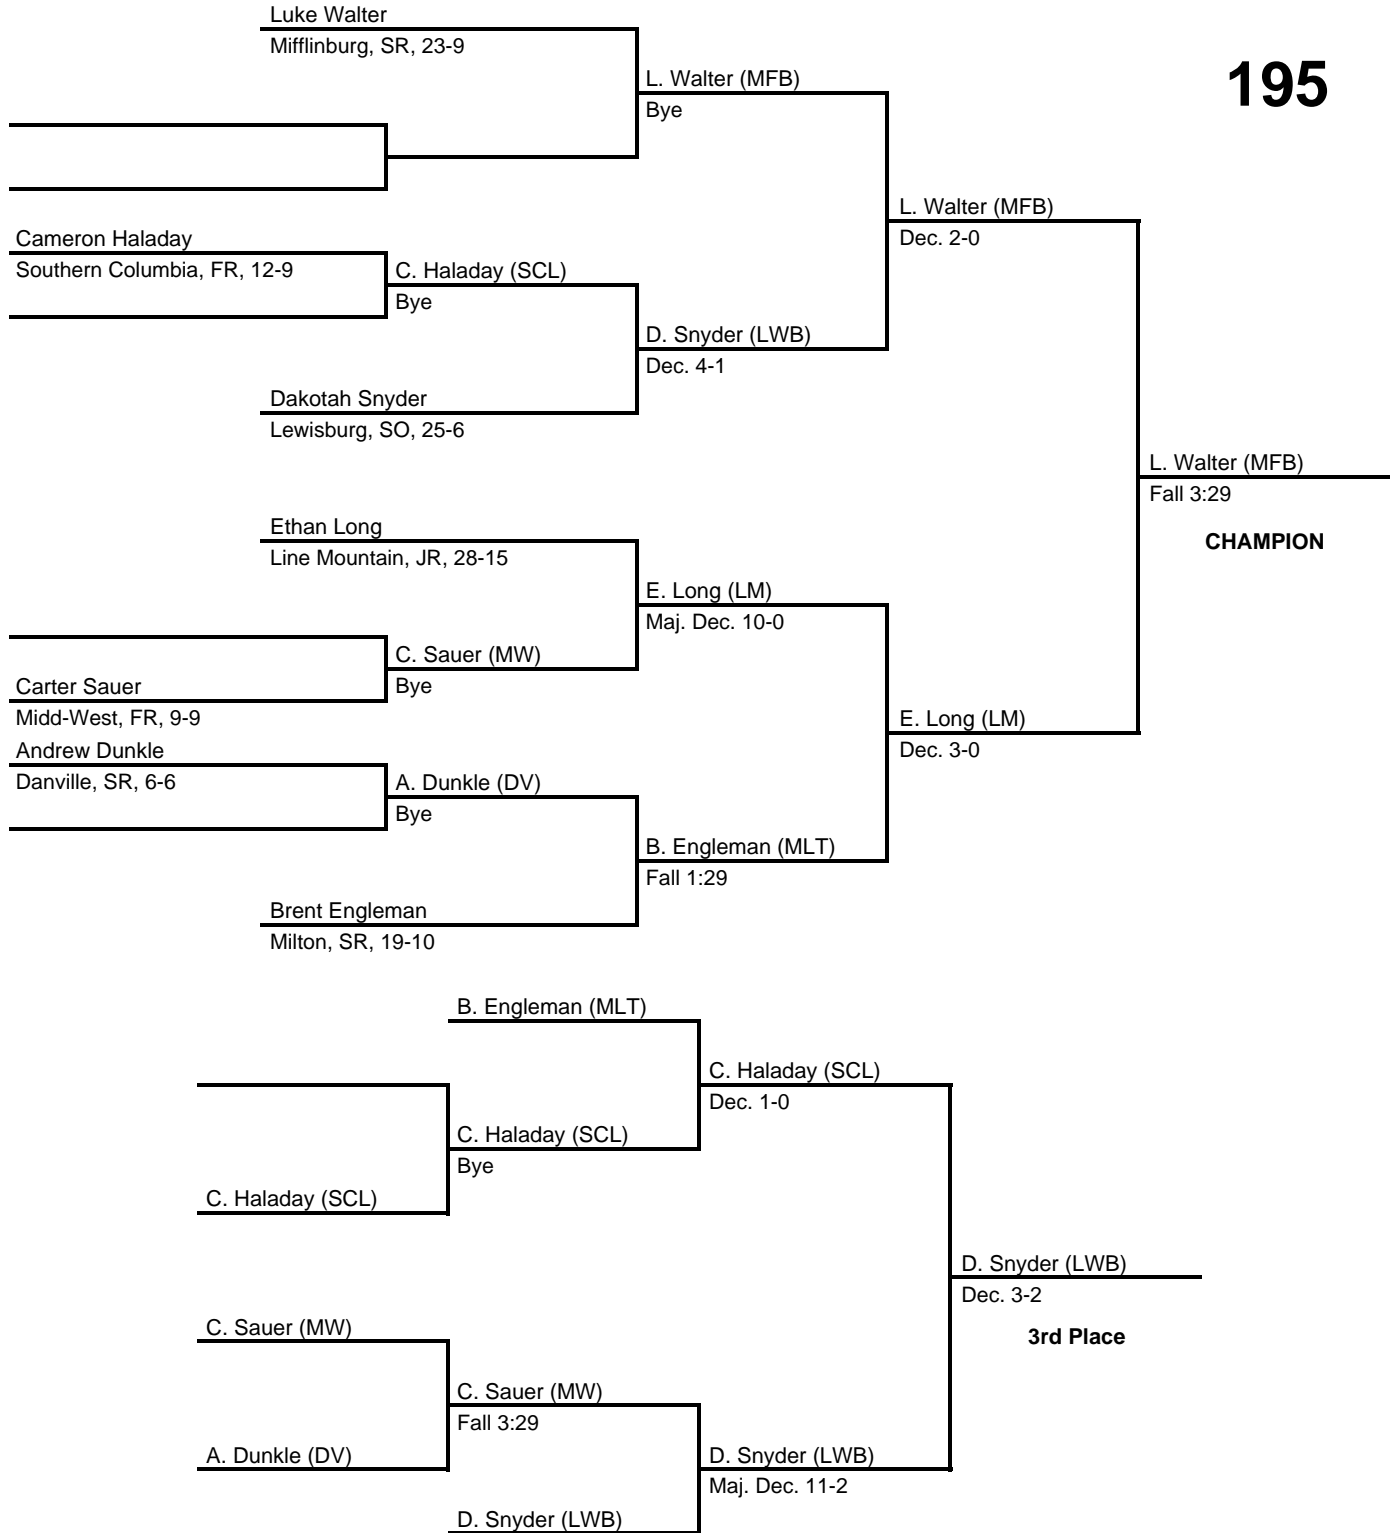 Luke Walter
Mifflinburg, SR, 23-9
195
L. Walter (MFB)
Bye
L. Walter (MFB)
Dec. 2-0
Cameron Haladay
Southern Columbia, FR, 12-9
C. Haladay (SCL)
Bye
D. Snyder (LWB)
Dec. 4-1
Dakotah Snyder
Lewisburg, SO, 25-6
L. Walter (MFB)
Fall 3:29
CHAMPION
Ethan Long
Line Mountain, JR, 28-15
E. Long (LM)
Maj. Dec. 10-0
C. Sauer (MW)
Bye
Carter Sauer
Midd-West, FR, 9-9
E. Long (LM)
Dec. 3-0
Andrew Dunkle
Danville, SR, 6-6
A. Dunkle (DV)
Bye
B. Engleman (MLT)
Fall 1:29
Brent Engleman
Milton, SR, 19-10
B. Engleman (MLT)
C. Haladay (SCL)
Dec. 1-0
C. Haladay (SCL)
Bye
C. Haladay (SCL)
D. Snyder (LWB)
Dec. 3-2
3rd Place
C. Sauer (MW)
C. Sauer (MW)
Fall 3:29
A. Dunkle (DV)
D. Snyder (LWB)
Maj. Dec. 11-2
D. Snyder (LWB)